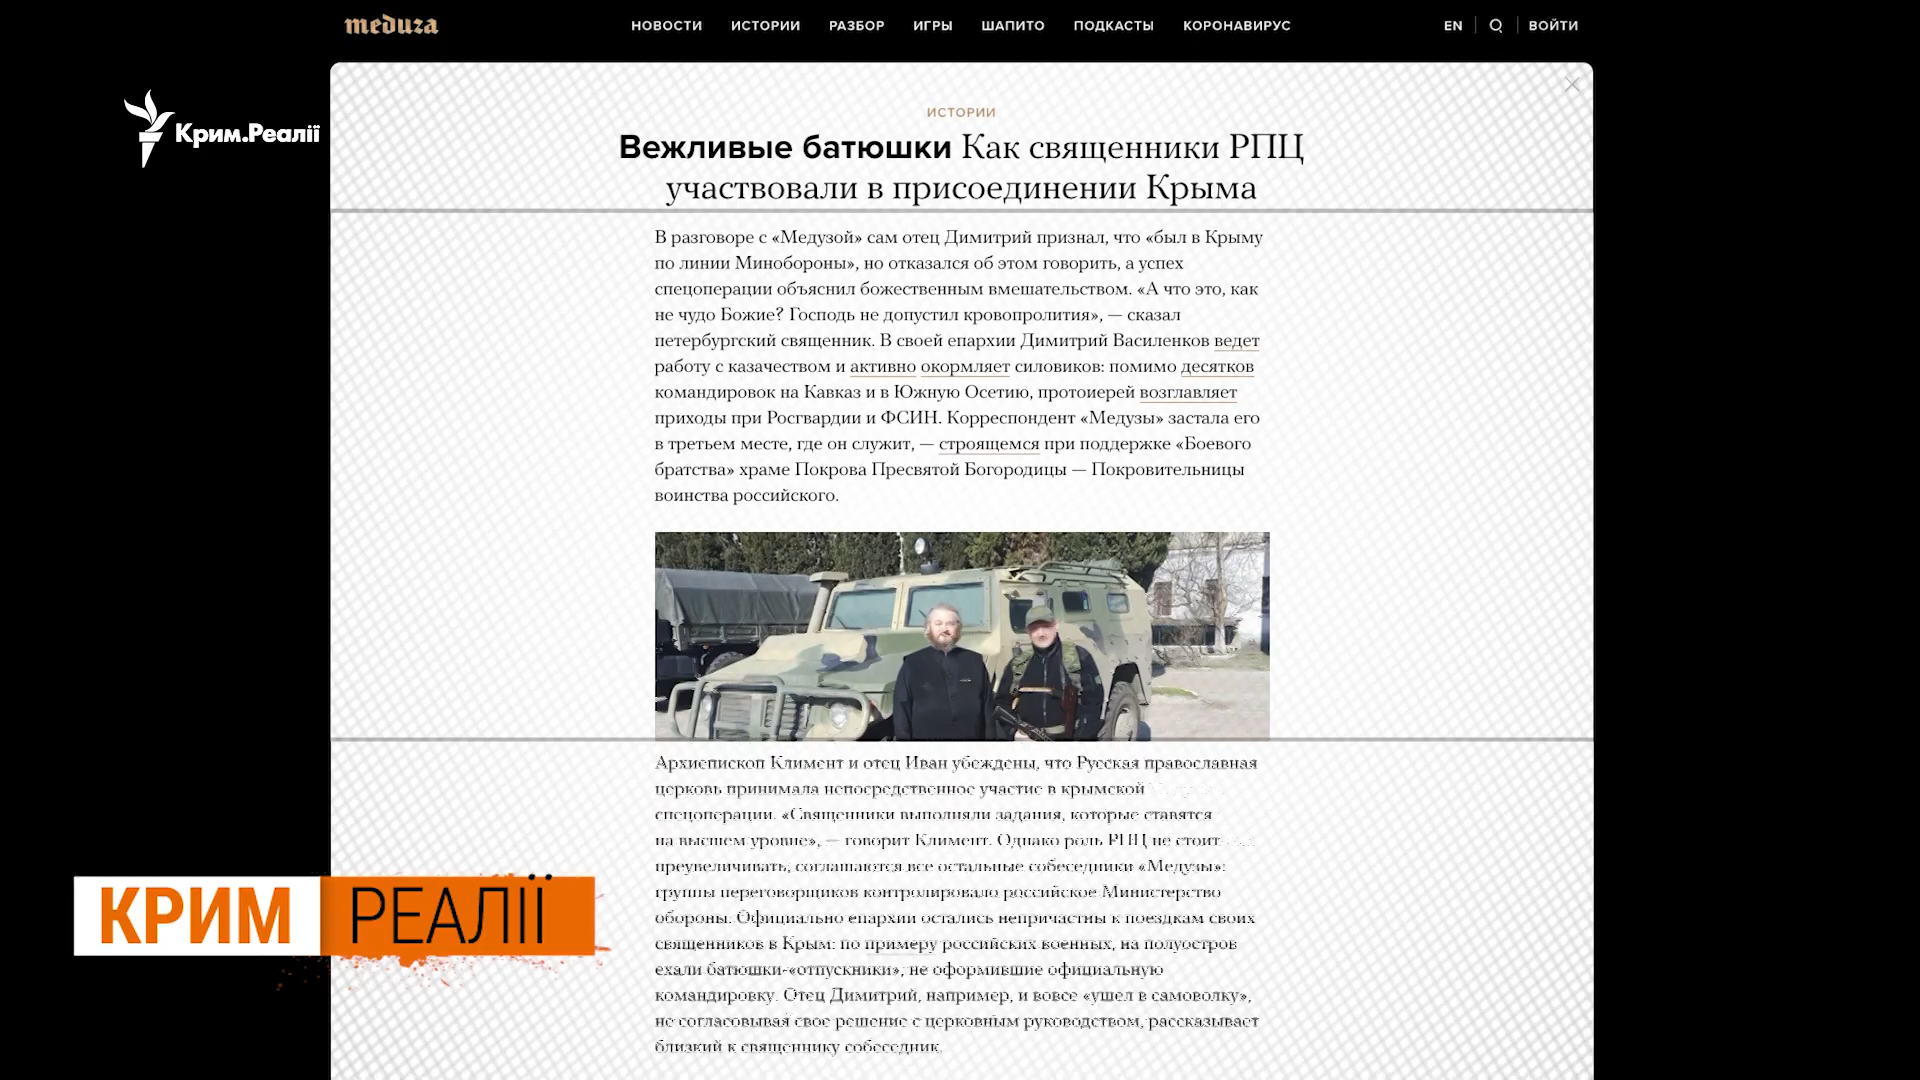 meduza
НОВОСТИ ИСТОРИИ РАЗБОР ИГРЫ ШАПИТО ПОДКАСТЫ КОРОНАВИРУС EN ВОЙТИ
Крим.Реалії
ИСТОРИИ
Вежливые батюшки Как священники РПЦ
участвовали в присоединении Крыма
В разговоре с «Медузой» сам отец Димитрий признал, что «был в Крыму
по линии Минобороны», но отказался об этом говорить, а успех
спецоперации объяснил божественным вмешательством. «А что это, как
не чудо Божие? Господь не допустил кровопролития», — сказал
петербургский священник. В своей епархии Димитрий Василенков ведет
работу с казачеством и активно окормляет силовиков: помимо десятков
командировок на Кавказ и в Южную Осетию, протоиерей возглавляет
приходы при Росгвардии и ФСИН. Корреспондент «Медузы» застала его
в третьем месте, где он служит, — строящемся при поддержке «Боевого
братства» храме Покрова Пресвятой Богородицы — Покровительницы
воинства российского.
Архиепископ Климент и отец Иван убеждены, что Русская православная
церковь принимала непосредственное участие в крымской
спецоперации. «Священники выполняли задания, которые ставятся
на высшем уровне», — говорит Климент. Однако роль РПЦ не стоит
преувеличивать, соглашаются все остальные собеседники «Медузы»:
группы переговорщиков контролировало российское Министерство
обороны. Официально епархии остались непричастны к поездкам своих
священников в Крым: по примеру российских военных, на полуостров
ехали батюшки-«отпускники», не оформившие официальную
командировку. Отец Димитрий, например, и вовсе «ушел в самоволку»,
не согласовывая свое решение с церковным руководством, рассказывает
близкий к священнику собеседник.
КРИМ РЕАЛІЇ